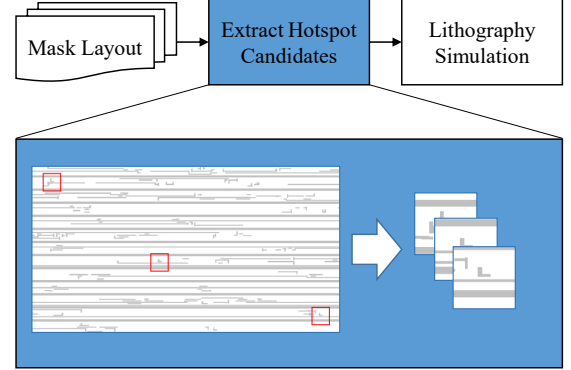 Mask Layout
Extract Hotspot
Candidates
Lithography
Simulation